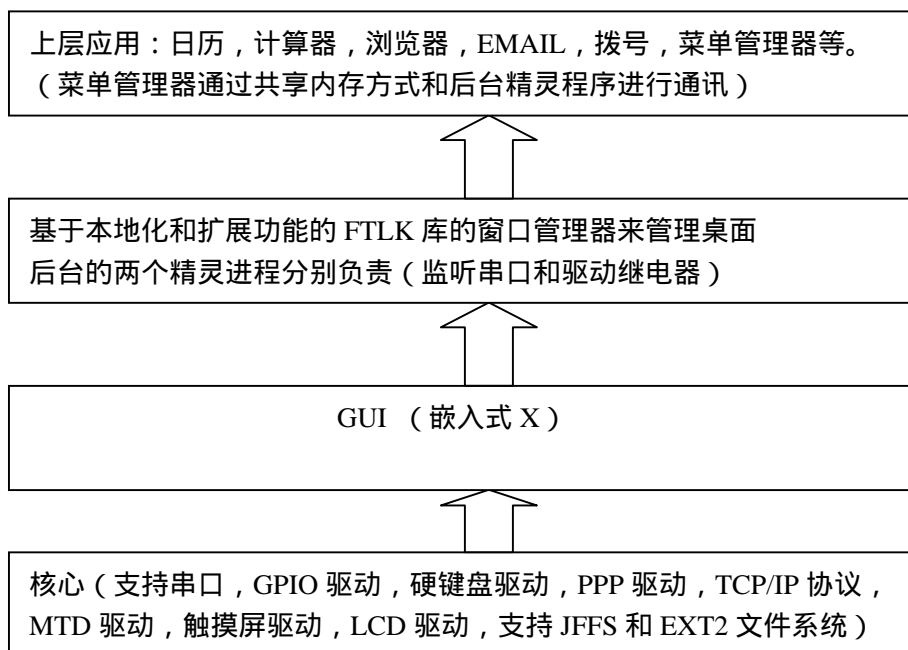 上层应用：日历，计算器，浏览器，EMAIL，拨号，菜单管理器等。
（菜单管理器通过共享内存方式和后台精灵程序进行通讯）
基于本地化和扩展功能的 FTLK 库的窗口管理器来管理桌面
后台的两个精灵进程分别负责（监听串口和驱动继电器）
GUI （嵌入式 X）
核心（支持串口，GPIO 驱动，硬键盘驱动，PPP 驱动，TCP/IP 协议，
MTD 驱动，触摸屏驱动，LCD 驱动，支持 JFFS 和 EXT2 文件系统）